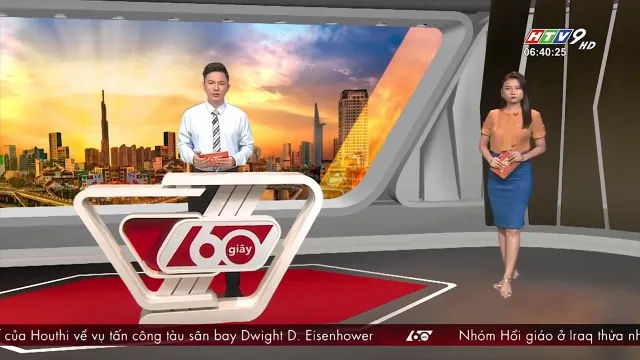 HTV9 HD
06:40:25
60 giây
của Houthi về vụ tấn công tàu sân bay Dwight D. Eisenhower 60 Nhóm Hồi giáo ở Iraq thừa